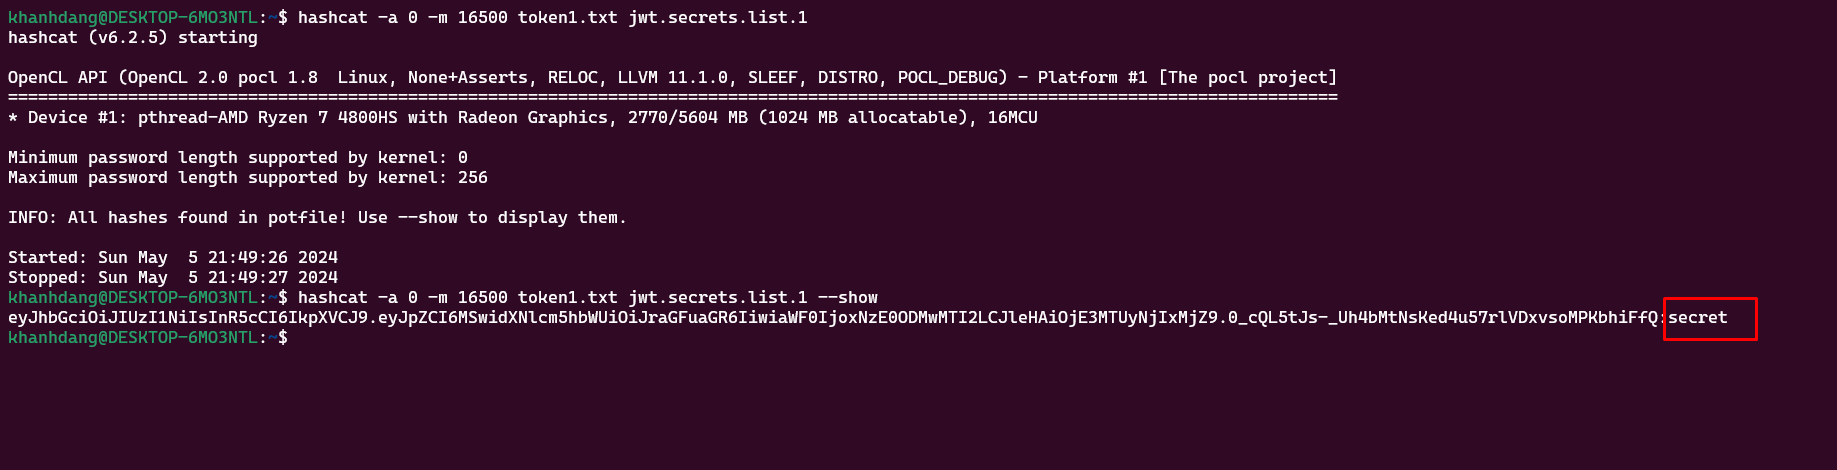 khanhdang@DESKTOP-6MO3NTL:~$ hashcat -a 0 -m 16500 token1.txt jwt.secrets.list.1
hashcat (v6.2.5) starting
OpenCL API (OpenCL 2.0 pocl 1.8  Linux, None+Asserts, RELOC, LLVM 11.1.0, SLEEF, DISTRO, POCL_DEBUG) - Platform #1 [The pocl project]
=====================================================================================================================================
* Device #1: pthread-AMD Ryzen 7 4800HS with Radeon Graphics, 2770/5604 MB (1024 MB allocatable), 16MCU
Minimum password length supported by kernel: 0
Maximum password length supported by kernel: 256
INFO: All hashes found in potfile! Use --show to display them.
Started: Sun May  5 21:49:26 2024
Stopped: Sun May  5 21:49:27 2024
khanhdang@DESKTOP-6MO3NTL:~$ hashcat -a 0 -m 16500 token1.txt jwt.secrets.list.1 --show
eyJhbGciOiJIUzI1NiIsInR5cCI6IkpXVCJ9.eyJpZCI6MSwidXNlcm5hbWUiOiJraGFuaGR6IiwiaWF0IjoxNzE0ODMwMTI2LCJleHAiOjE3MTUyNjIxMjZ9.0_cQL5tJs-_Uh4bMtNsKed4u57rlVDxvsoMPKbhiFfQ:secret
khanhdang@DESKTOP-6MO3NTL:~$